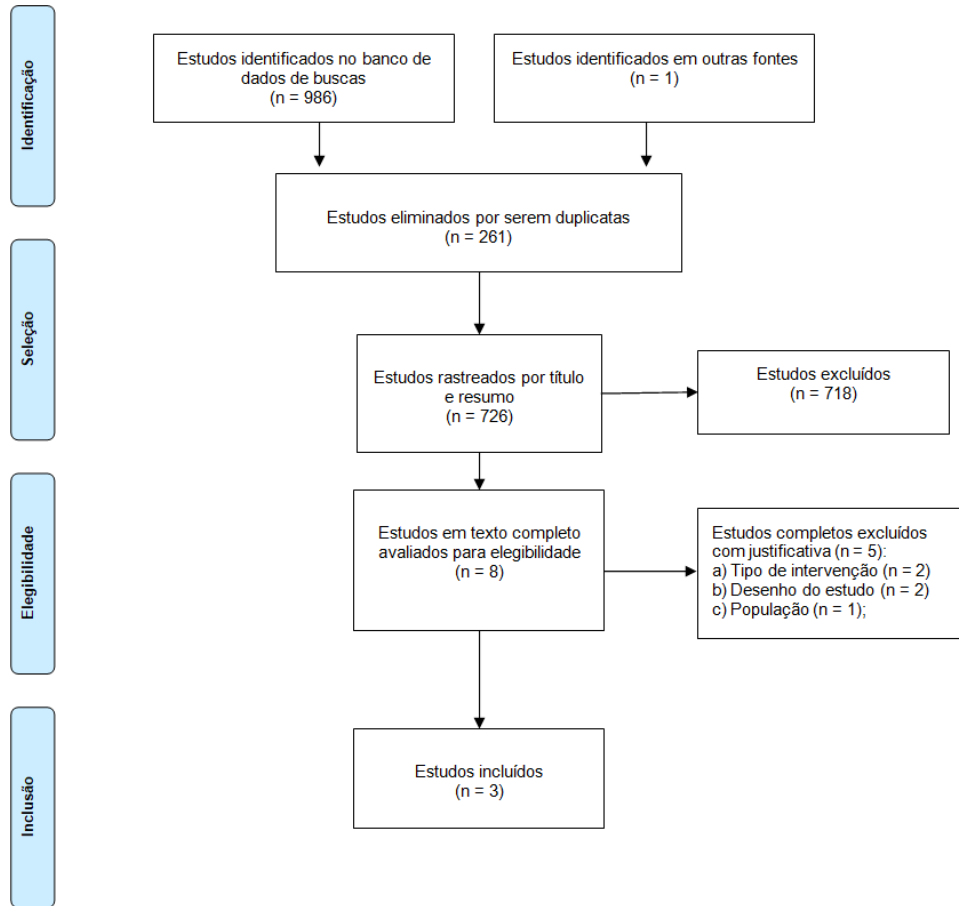 Identificação
Estudos identificados no banco de
dados de buscas
(n = 986)
Estudos identificados em outras fontes
(n = 1)
Estudos eliminados por serem duplicatas
(n = 261)
Seleção
Estudos rastreados por título
e resumo
(n = 726)
Estudos excluídos
(n = 718)
Elegibilidade
Estudos em texto completo
avaliados para elegibilidade
(n = 8)
Estudos completos excluídos
com justificativa (n = 5):
a) Tipo de intervenção (n = 2)
b) Desenho do estudo (n = 2)
c) População (n = 1);
Inclusão
Estudos incluídos
(n = 3)